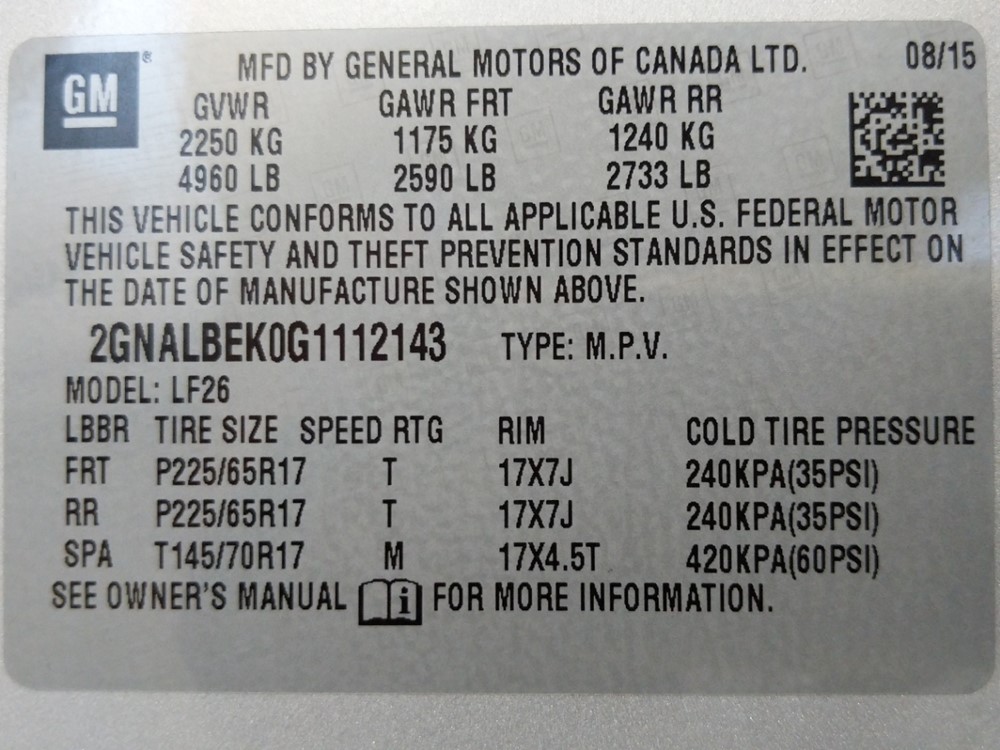 GM ®
MFD BY GENERAL MOTORS OF CANADA LTD. 08/15
GVWR GAWR FRT GAWR RR
2250 KG 1175 KG 1240 KG
4960 LB 2590 LB 2733 LB
THIS VEHICLE CONFORMS TO ALL APPLICABLE U.S. FEDERAL MOTOR
VEHICLE SAFETY AND THEFT PREVENTION STANDARDS IN EFFECT ON
THE DATE OF MANUFACTURE SHOWN ABOVE.
2GNALBEK0G1112143 TYPE: M.P.V.
MODEL: LF26
LBBR TIRE SIZE SPEED RTG RIM COLD TIRE PRESSURE
FRT P225/65R17 T 17X7J 240KPA(35PSI)
RR P225/65R17 T 17X7J 240KPA(35PSI)
SPA T145/70R17 M 17X4.5T 420KPA(60PSI)
SEE OWNER'S MANUAL i FOR MORE INFORMATION.